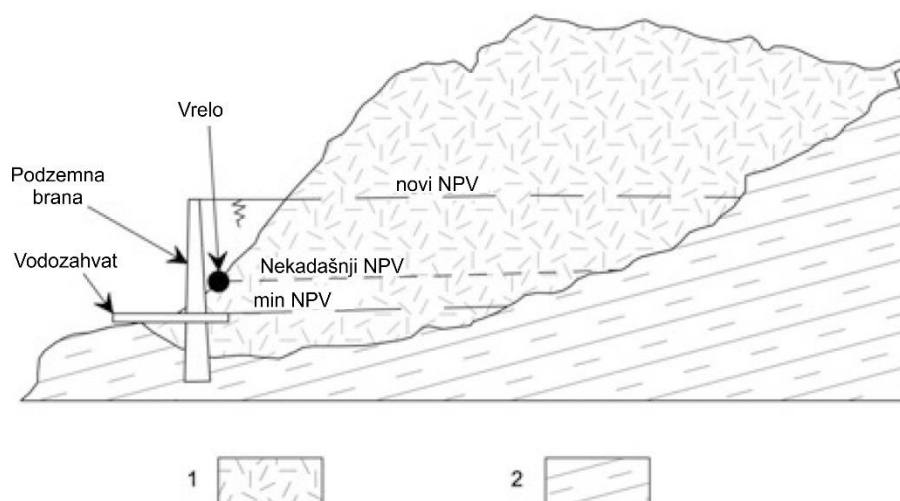 Vrelo
Podzemna
brana
novi NPV
Vodozahvat
Nekadašnji NPV
min NPV
1
2